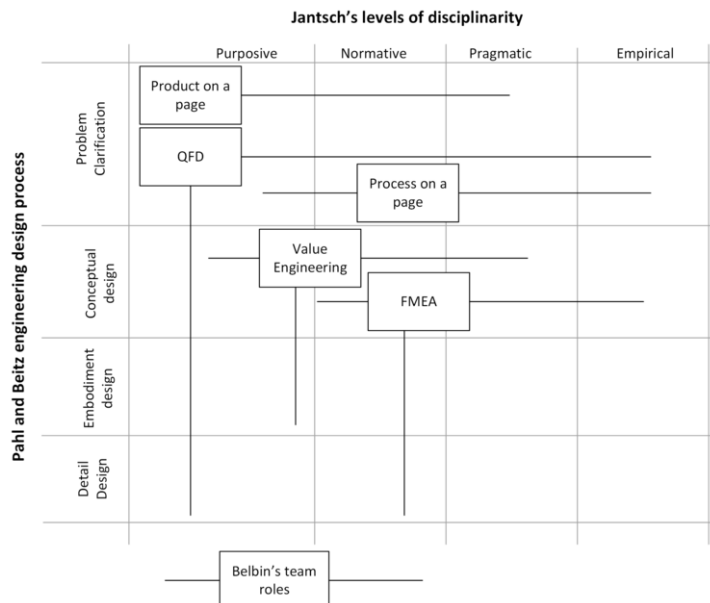 Jantsch's levels of disciplinarity
Purposive
Normative
Pragmatic
Empirical
Pahl and Beitz engineering design process
Problem
Clarification
Product on a
page
QFD
Process on a
page
Conceptual
design
Value
Engineering
FMEA
Embodiment
design
Detail
Design
Belbin's team
roles